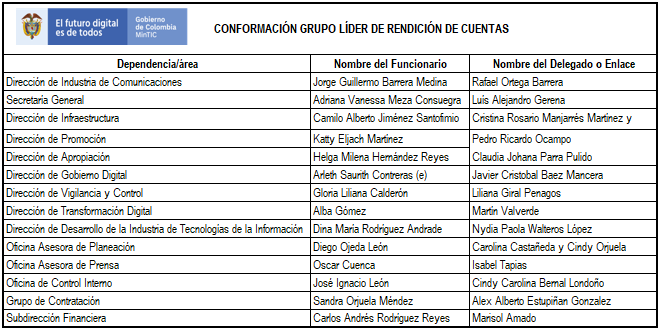 El futuro digital
es de todos
Gobierno
de Colombia
MinTIC
CONFORMACIÓN GRUPO LÍDER DE RENDICIÓN DE CUENTAS
Dependencia/área Nombre del Funcionario Nombre del Delegado o Enlace
Dirección de Industria de Comunicaciones Jorge Guillermo Barrera Medina Rafael Ortega Barrera
Secretaría General Adriana Vanessa Meza Consuegra Luís Alejandro Gerena
Dirección de Infraestructura Camilo Alberto Jiménez Santofimio Cristina Rosario Manjarrés Martínez y
Dirección de Promoción Katty Eljach Martínez Pedro Ricardo Ocampo
Dirección de Apropiación Helga Milena Hernández Reyes Claudia Johana Parra Pulido
Dirección de Gobierno Digital Arleth Saurith Contreras (e) Javier Cristobal Baez Mancera
Dirección de Vigilancia y Control Gloria Liliana Calderón Liliana Giral Penagos
Dirección de Transformación Digital Alba Gómez Martín Valverde
Dirección de Desarrollo de la Industria de Tecnologías de la Información Dina María Rodríguez Andrade Nydia Paola Walteros López
Oficina Asesora de Planeación Diego Ojeda León Carolina Castañeda y Cindy Orjuela
Oficina Asesora de Prensa Oscar Cuenca Isabel Tapias
Oficina de Control Interno José Ignacio León Cindy Carolina Bernal Londoño
Grupo de Contratación Sandra Orjuela Méndez Alex Alberto Estupiñan Gonzalez
Subdirección Financiera Carlos Andrés Rodríguez Reyes Marisol Amado